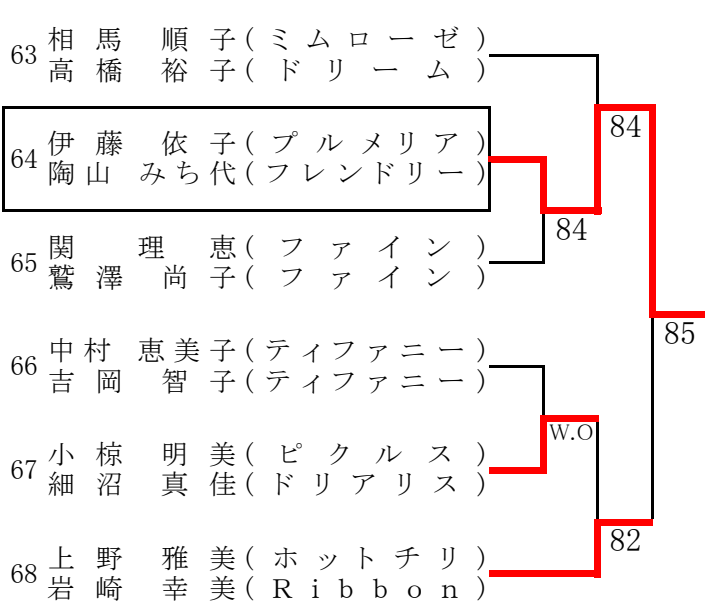 63 相馬 順子(ミムローゼ)
高橋 裕子(ドリーム)
84
64 伊藤 依子(プルメリア)
陶山 みち代(フレンドリー)
84
65 関 理恵(ファイン)
鷲澤 尚子(ファイン)
85
66 中村 恵美子(ティファニー)
吉岡 智子(ティファニー)
W.O
67 小椋 明美(ピクルス)
細沼 真佳(ドリアリス)
82
68 上野 雅美(ホットチリ)
岩崎 幸美(Ribbon)